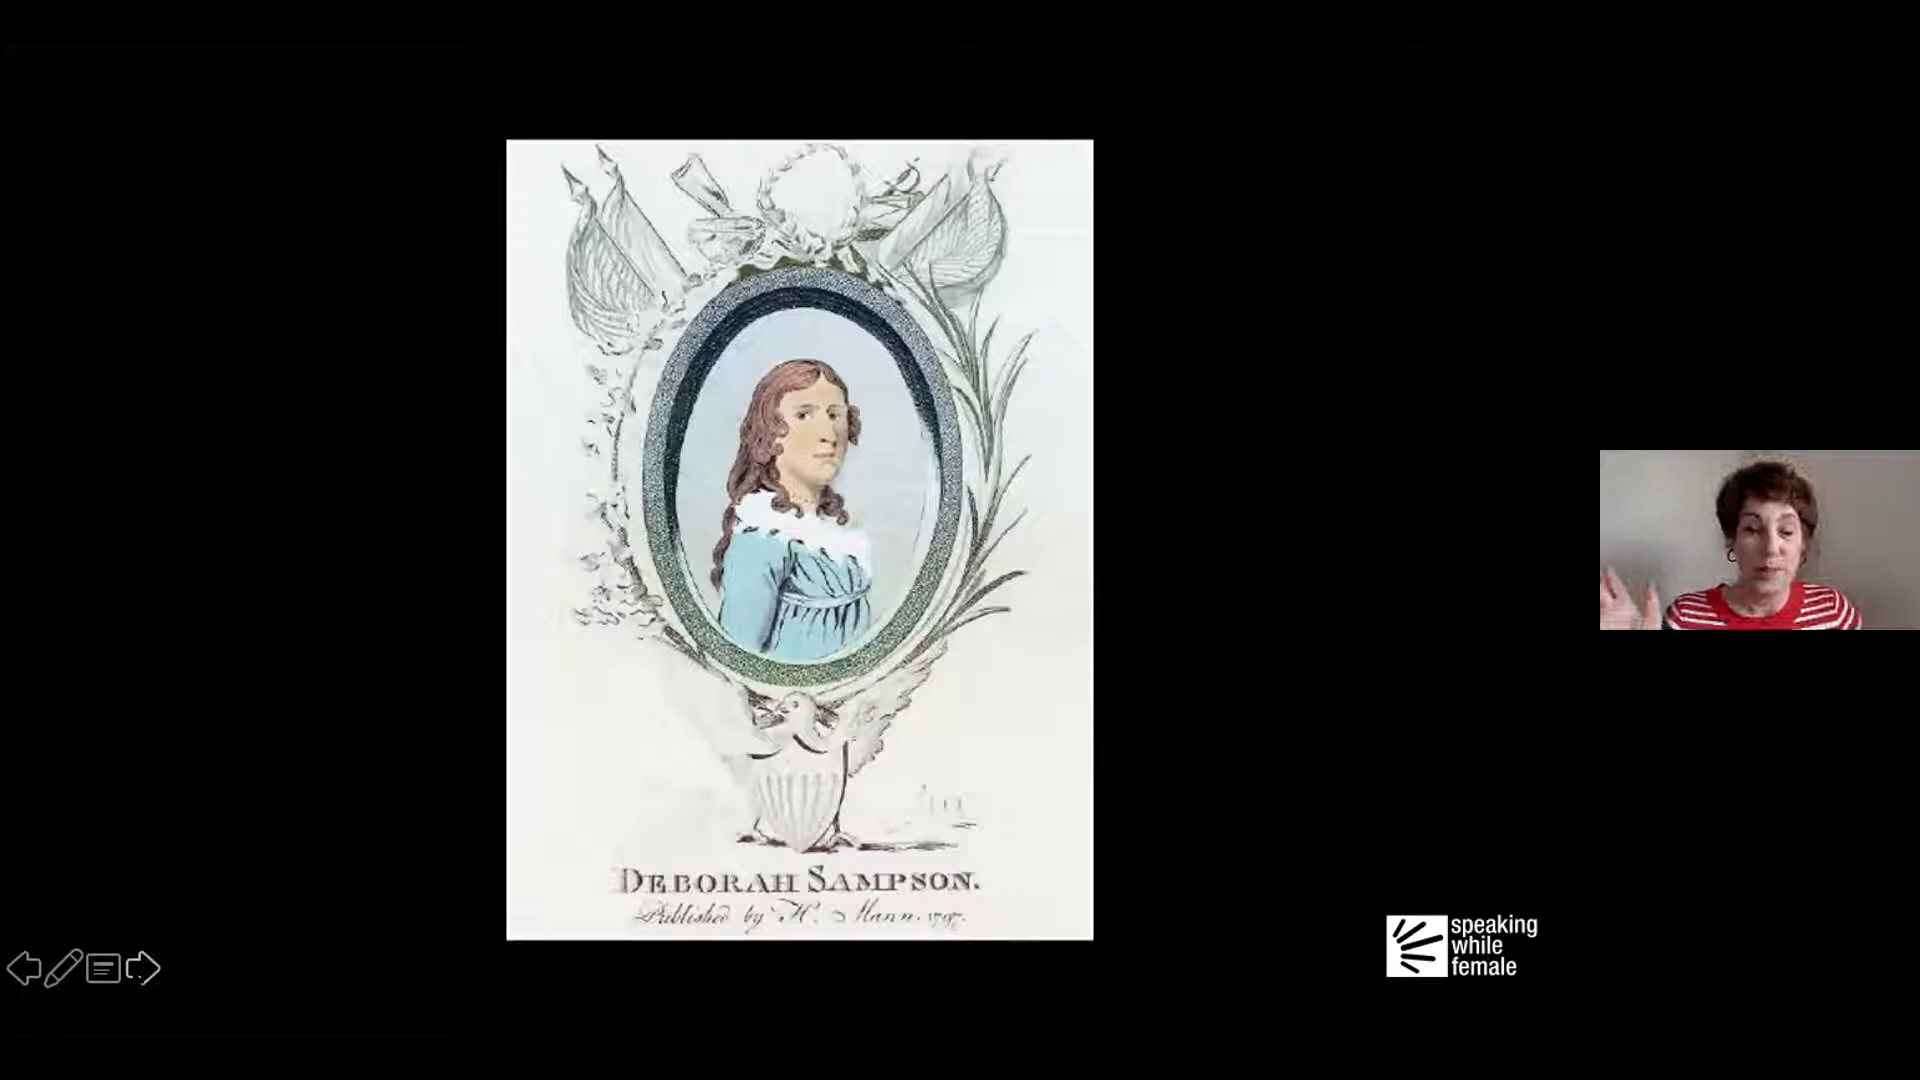 DEBORAH SAMPSON.
Published by H. Mann. 1797.
speaking
while
female